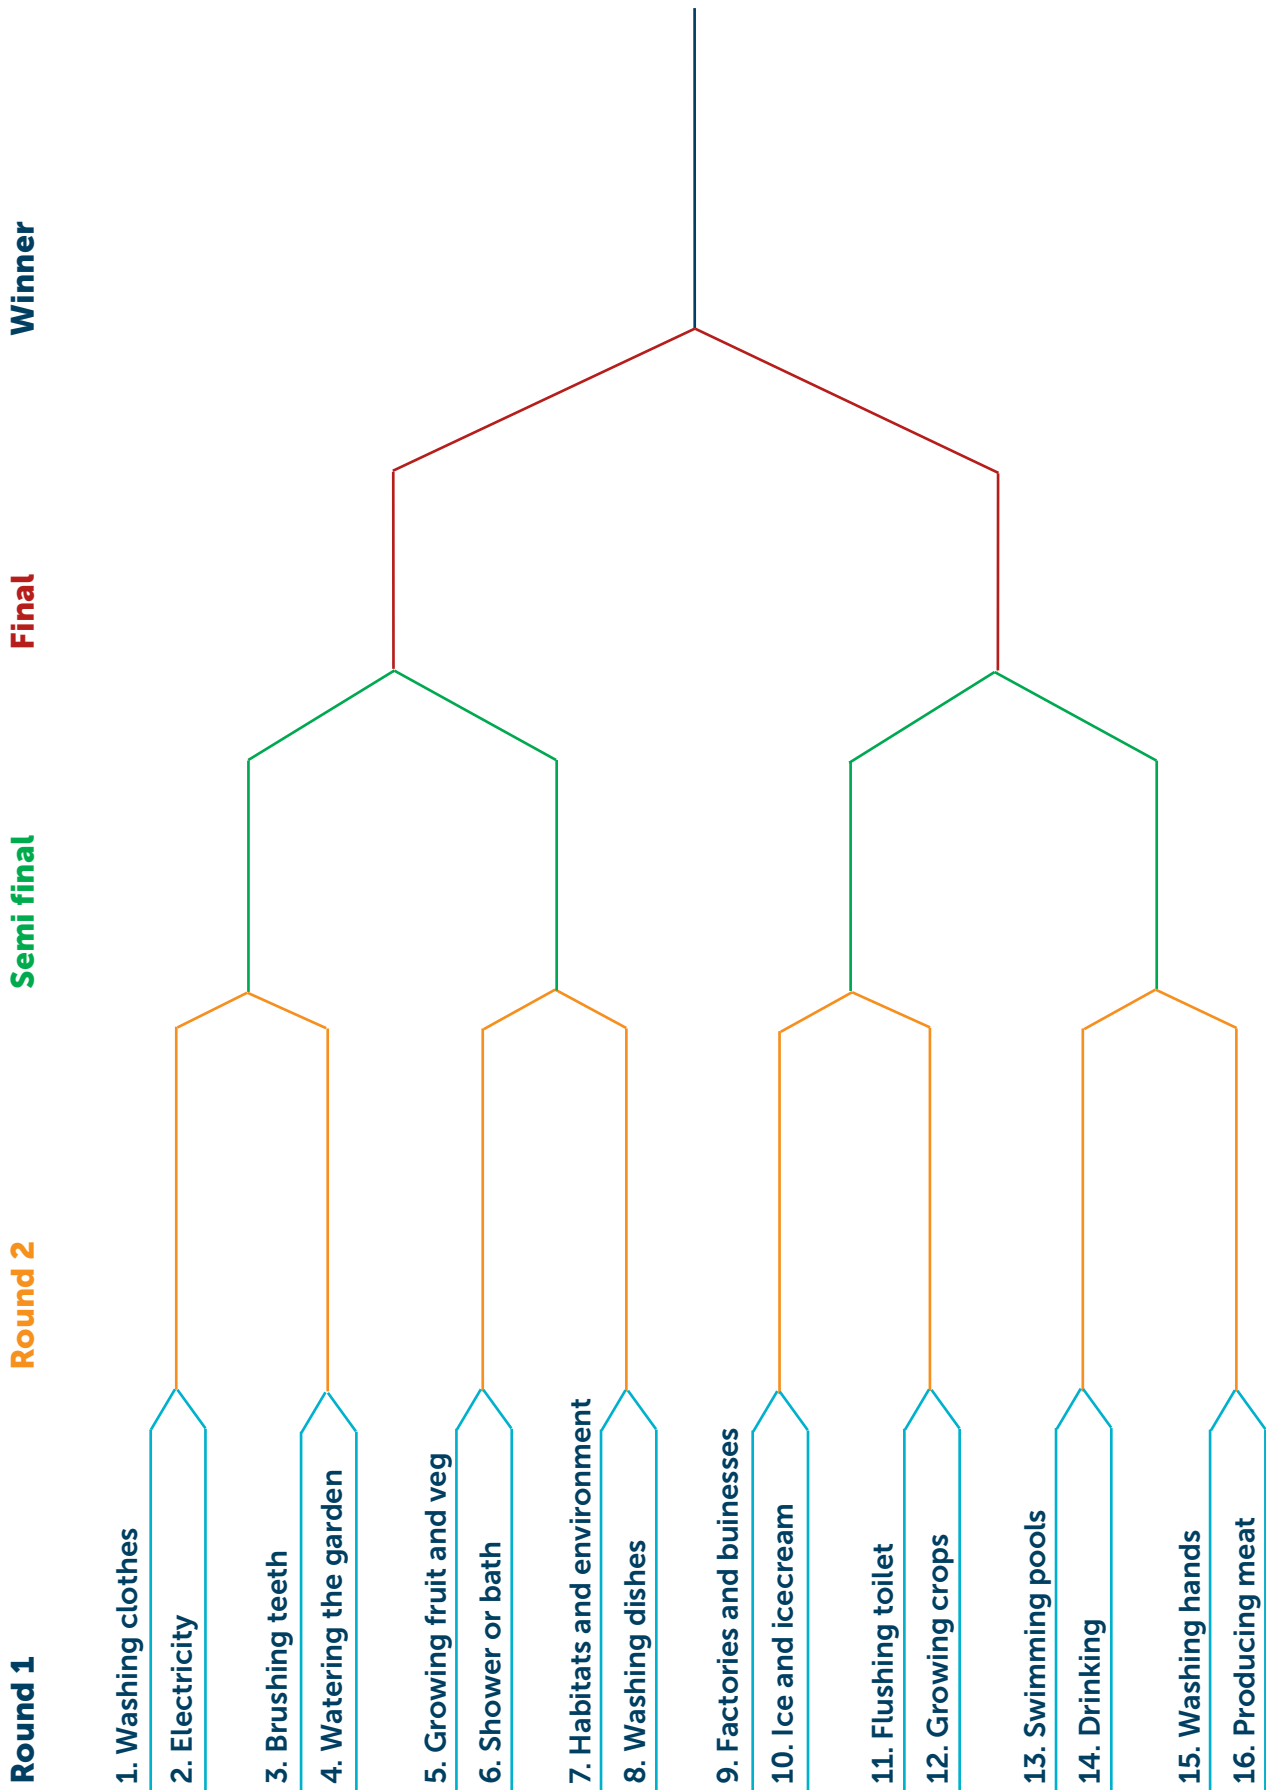 Round 1
Round 2
Semi final
Final
Winner
1. Washing clothes
2. Electricity
3. Brushing teeth
4. Watering the garden
5. Growing fruit and veg
6. Shower or bath
7. Habitats and environment
8. Washing dishes
9. Factories and buinesses
10. Ice and icecream
11. Flushing toilet
12. Growing crops
13. Swimming pools
14. Drinking
15. Washing hands
16. Producing meat